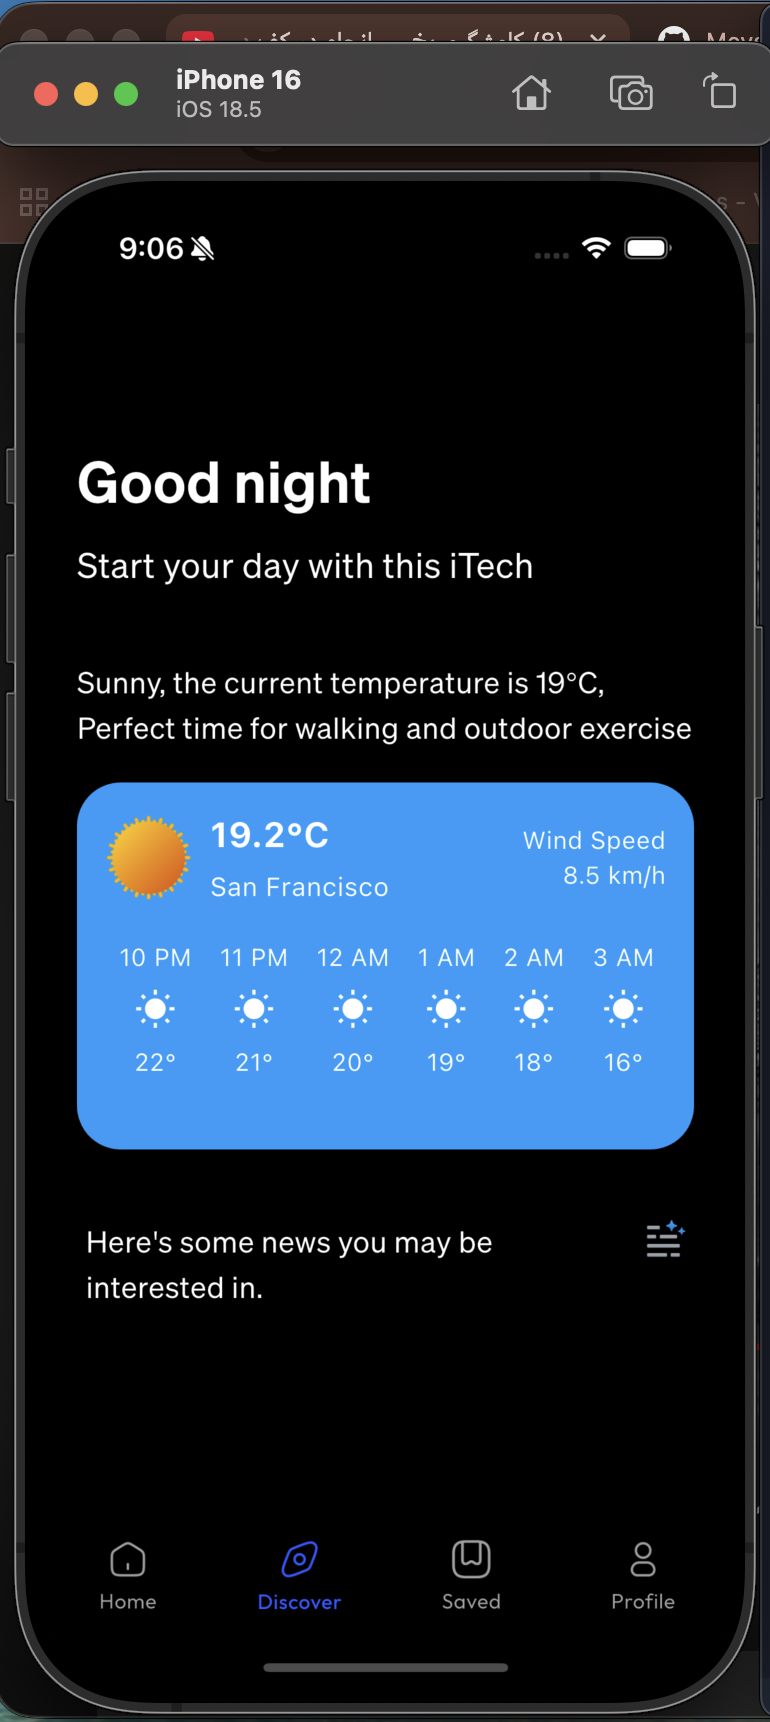 iPhone 16
iOS 18.5
9:06
Good night
Start your day with this iTech
Sunny, the current temperature is 19°C,
Perfect time for walking and outdoor exercise
19.2°C
San Francisco
Wind Speed
8.5 km/h
10 PM 11 PM 12 AM 1 AM 2 AM 3 AM
22° 21° 20° 19° 18° 16°
Here's some news you may be
interested in.
Home Discover Saved Profile